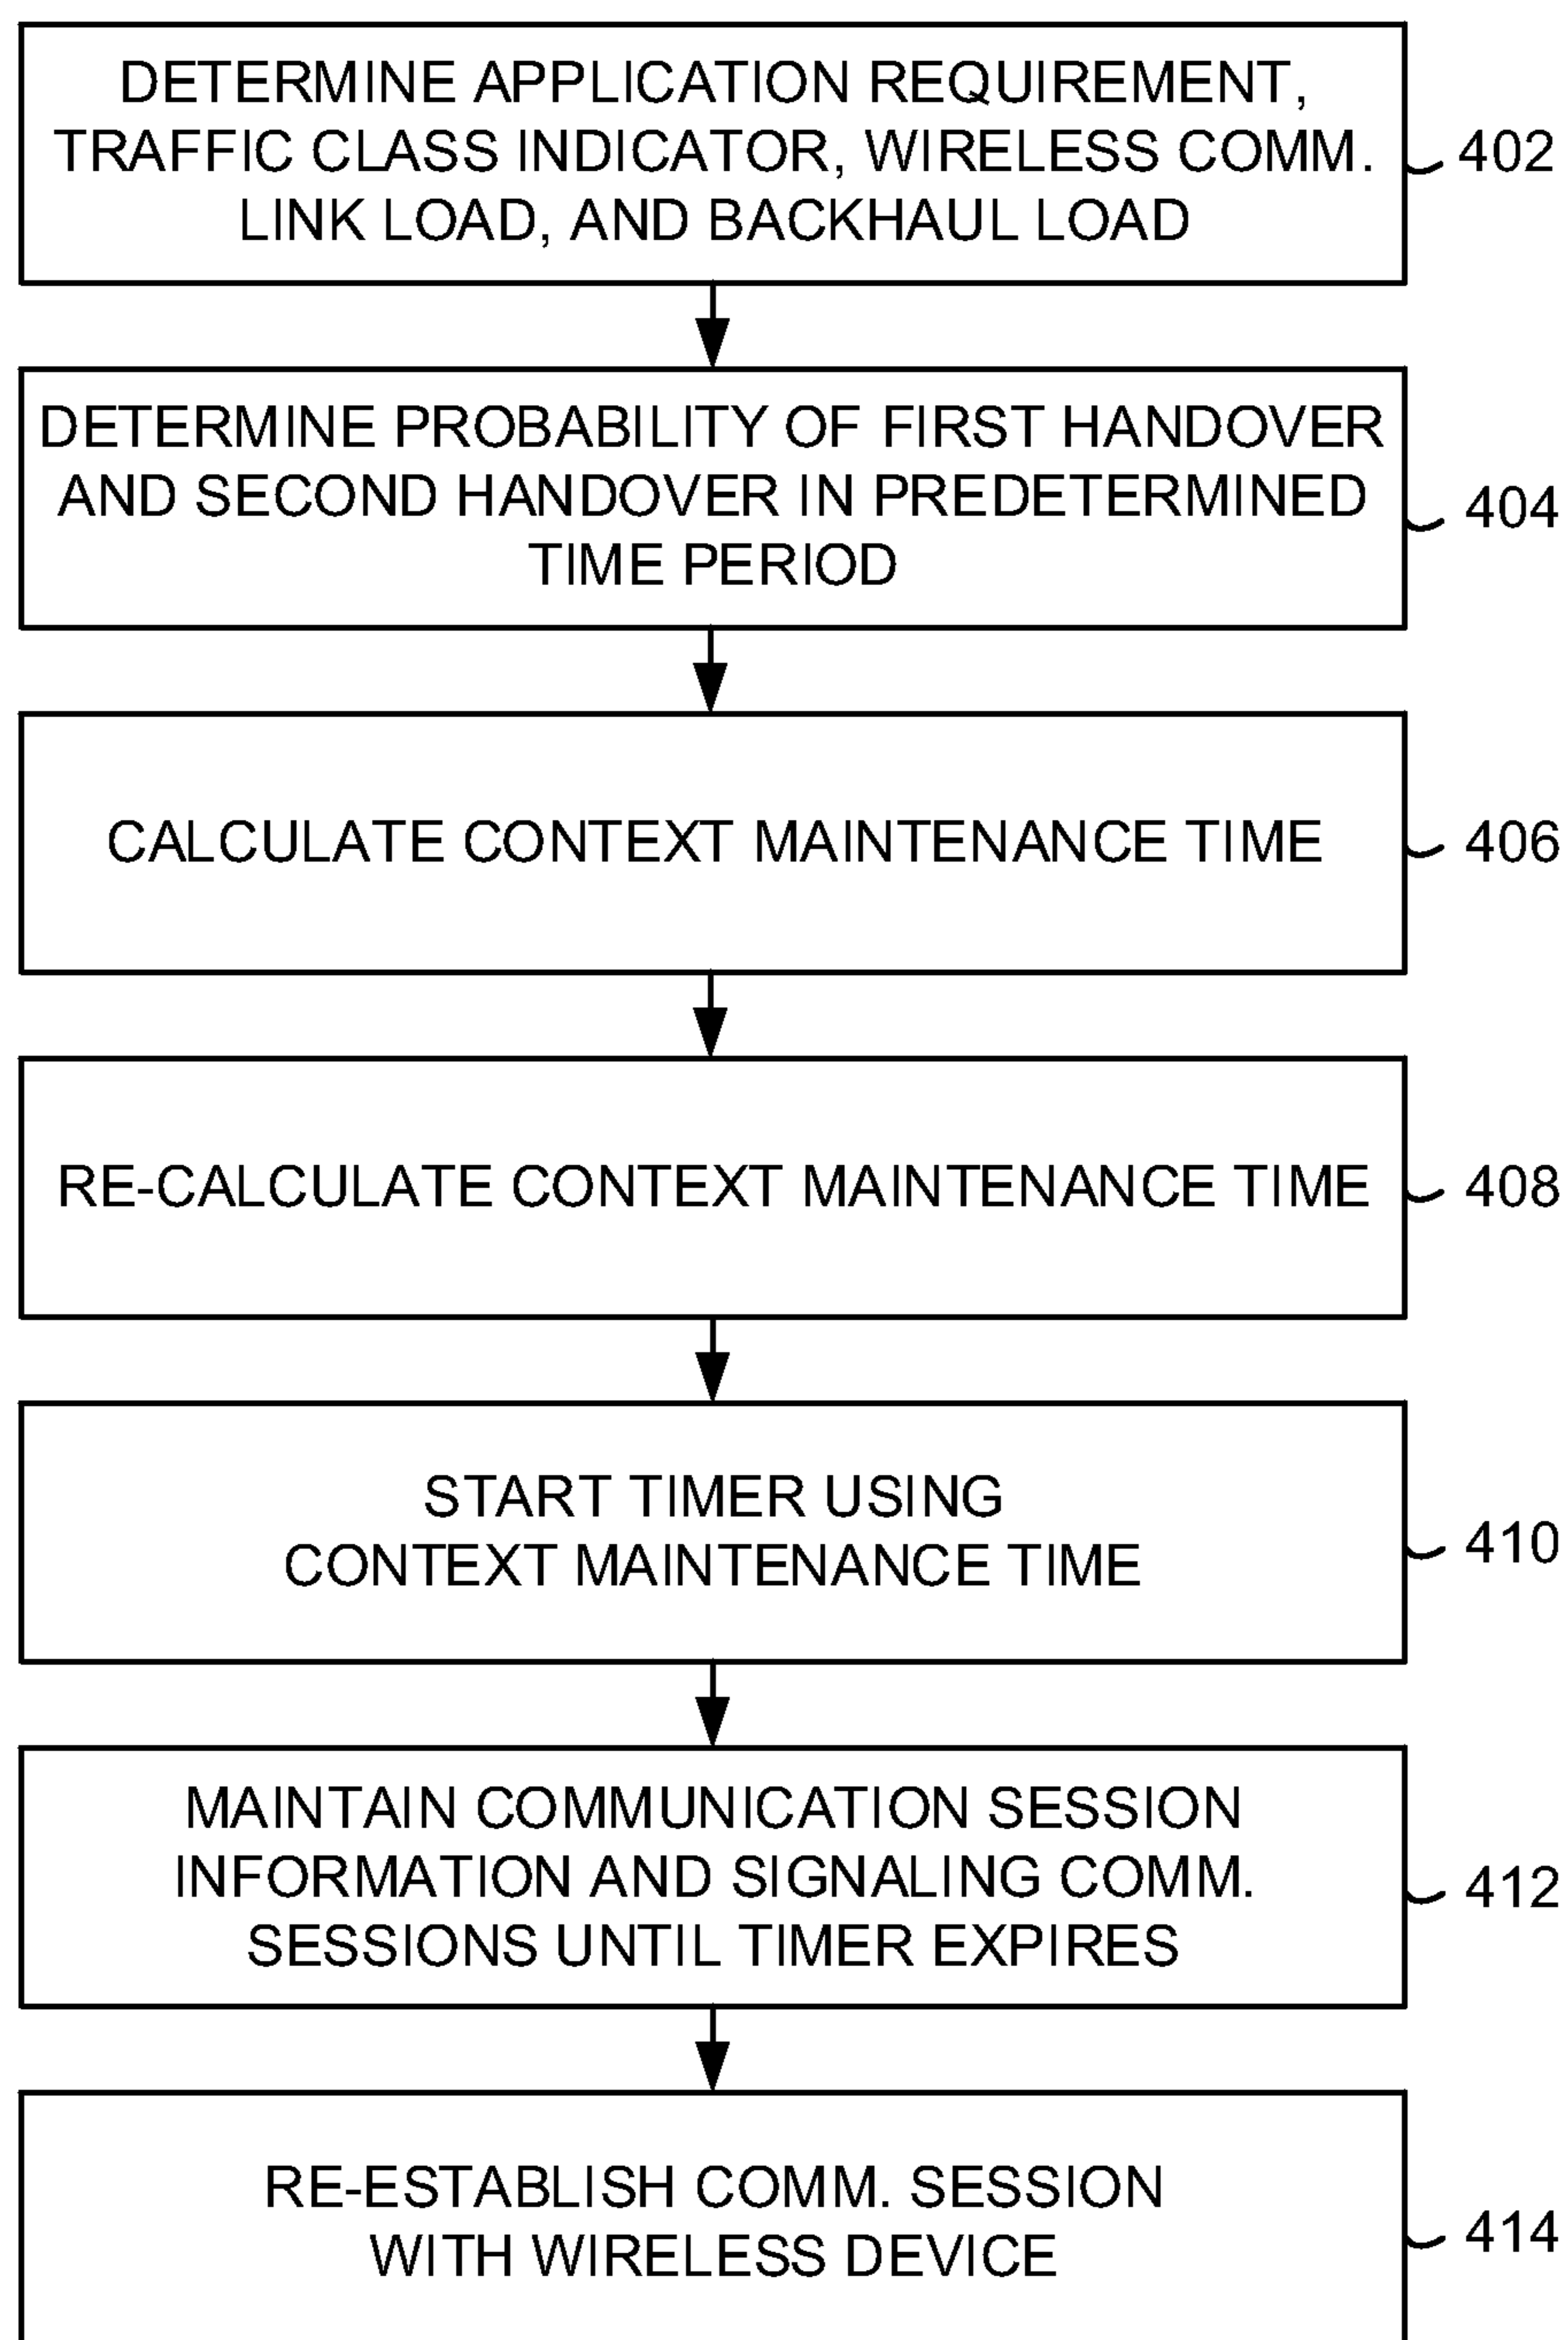 DETERMINE APPLICATION REQUIREMENT,
TRAFFIC CLASS INDICATOR, WIRELESS COMM.
LINK LOAD, AND BACKHAUL LOAD
402
DETERMINE PROBABILITY OF FIRST HANDOVER
AND SECOND HANDOVER IN PREDETERMINED
TIME PERIOD
404
CALCULATE CONTEXT MAINTENANCE TIME
406
RE-CALCULATE CONTEXT MAINTENANCE TIME
408
START TIMER USING
CONTEXT MAINTENANCE TIME
410
MAINTAIN COMMUNICATION SESSION
INFORMATION AND SIGNALING COMM.
SESSIONS UNTIL TIMER EXPIRES
412
RE-ESTABLISH COMM. SESSION
WITH WIRELESS DEVICE
414